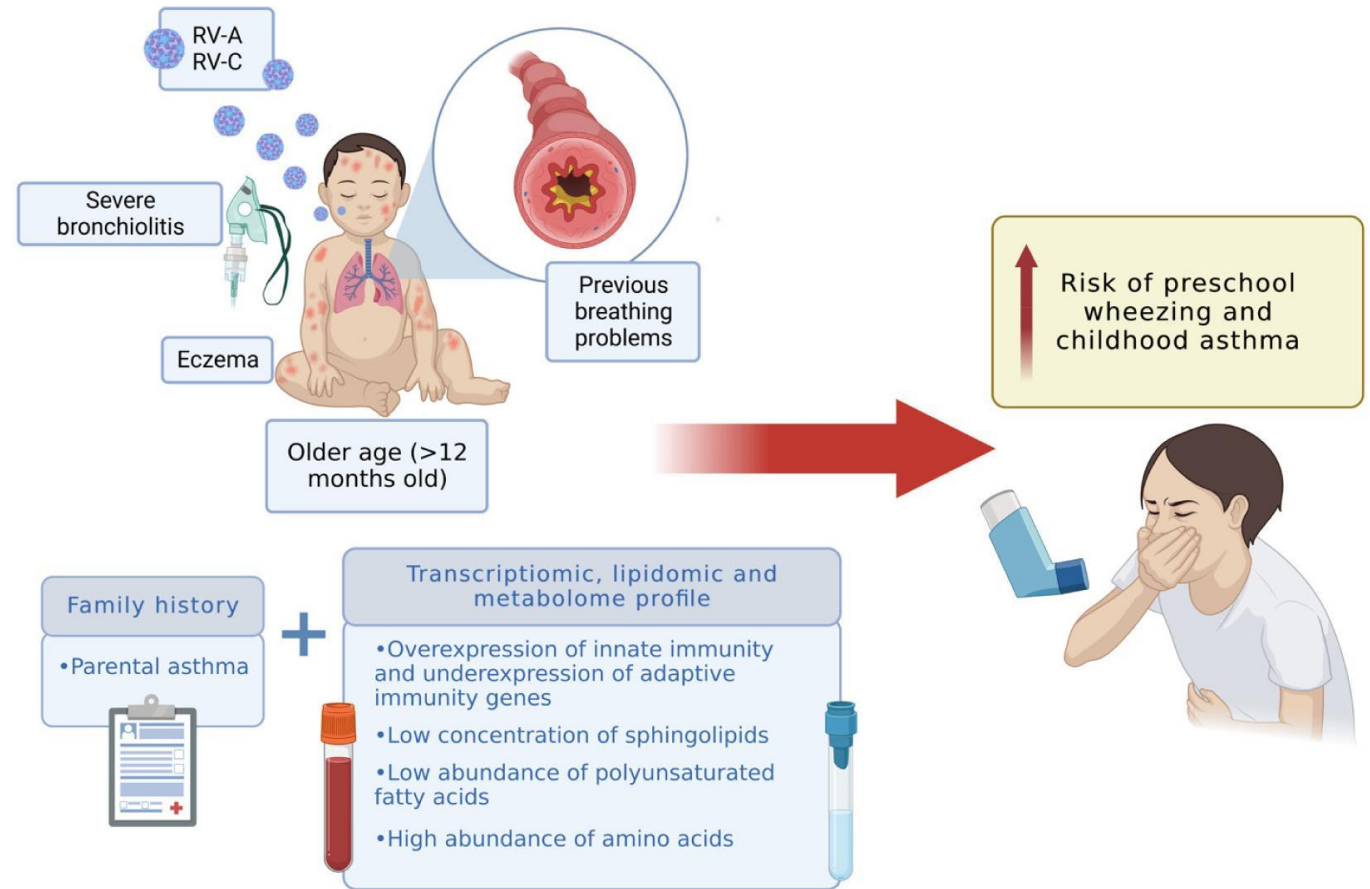 RV-A
RV-C
Severe
bronchiolitis
Previous
breathing
problems
Eczema
Older age (>12
months old)
Risk of preschool
wheezing and
childhood asthma
Family history
•Parental asthma
Transcriptiomic, lipidomic and
metabolome profile
•Overexpression of innate immunity
and underexpression of adaptive
immunity genes
•Low concentration of sphingolipids
•Low abundance of polyunsaturated
fatty acids
•High abundance of amino acids